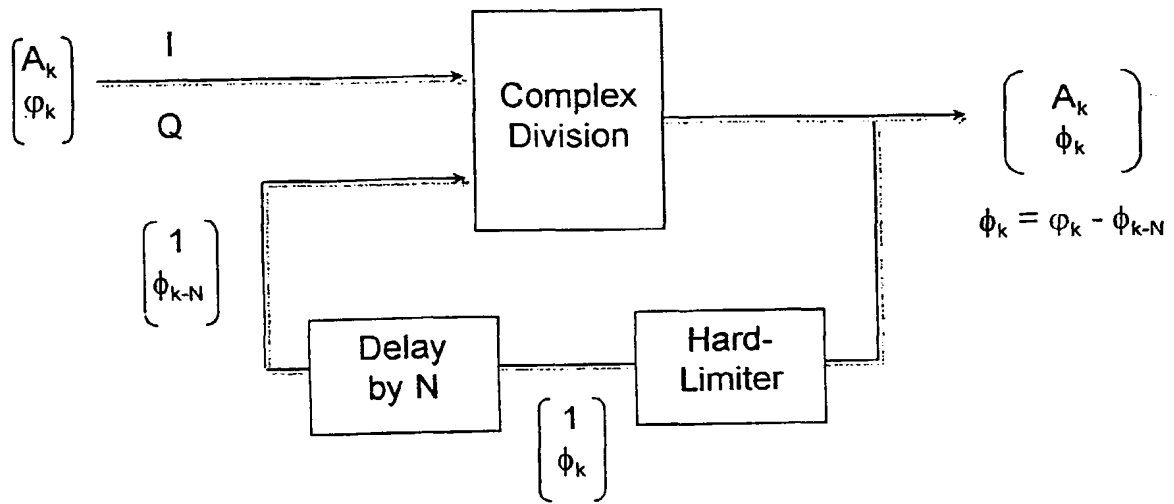 I
A_k
φ_k
Q
Complex
Division
A_k
ϕ_k
ϕ_k = φ_k - ϕ_k-N
1
ϕ_k-N
Delay
by N
Hard-
Limiter
1
ϕ_k